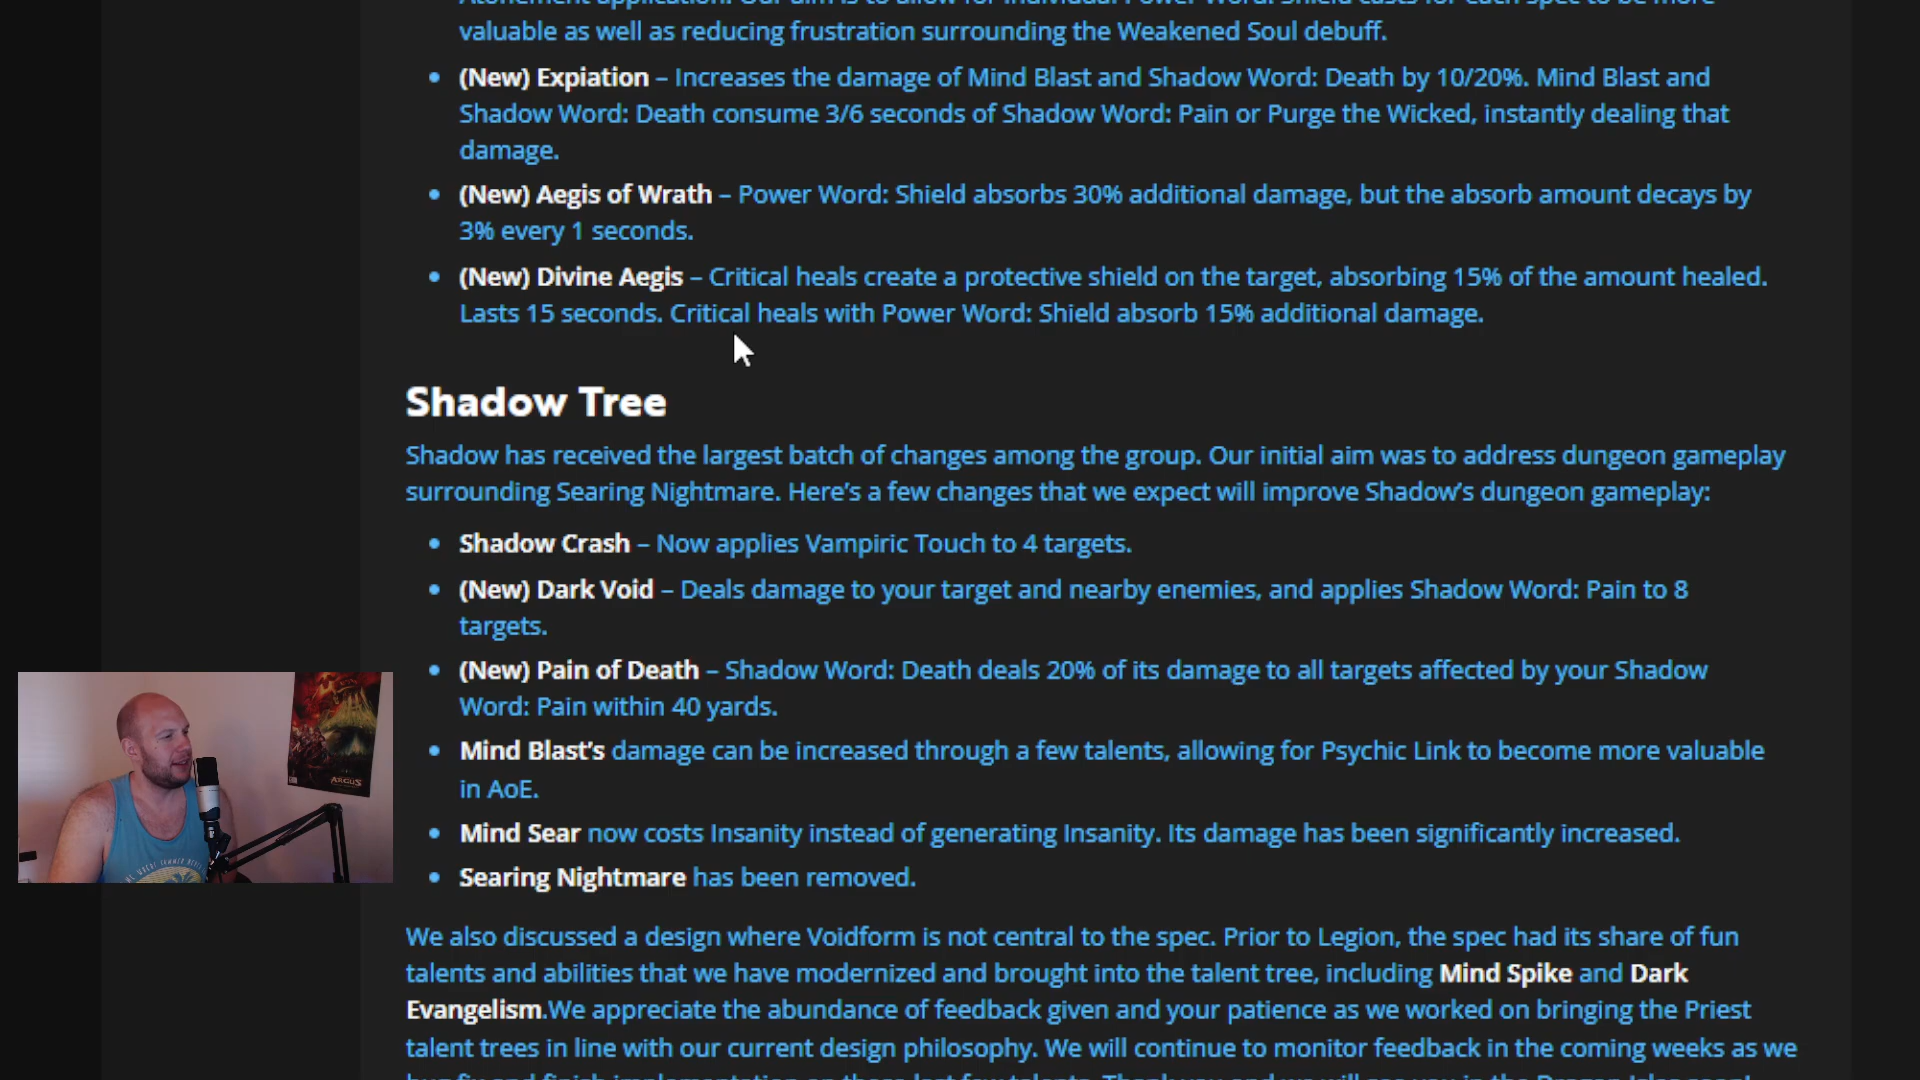 valuable as well as reducing frustration surrounding the Weakened Soul debuff.
(New) Expiation – Increases the damage of Mind Blast and Shadow Word: Death by 10/20%. Mind Blast and
Shadow Word: Death consume 3/6 seconds of Shadow Word: Pain or Purge the Wicked, instantly dealing that
damage.
(New) Aegis of Wrath – Power Word: Shield absorbs 30% additional damage, but the absorb amount decays by
3% every 1 seconds.
(New) Divine Aegis – Critical heals create a protective shield on the target, absorbing 15% of the amount healed.
Lasts 15 seconds. Critical heals with Power Word: Shield absorb 15% additional damage.
Shadow Tree
Shadow has received the largest batch of changes among the group. Our initial aim was to address dungeon gameplay
surrounding Searing Nightmare. Here’s a few changes that we expect will improve Shadow’s dungeon gameplay:
Shadow Crash – Now applies Vampiric Touch to 4 targets.
(New) Dark Void – Deals damage to your target and nearby enemies, and applies Shadow Word: Pain to 8
targets.
(New) Pain of Death – Shadow Word: Death deals 20% of its damage to all targets affected by your Shadow
Word: Pain within 40 yards.
Mind Blast’s damage can be increased through a few talents, allowing for Psychic Link to become more valuable
in AoE.
Mind Sear now costs Insanity instead of generating Insanity. Its damage has been significantly increased.
Searing Nightmare has been removed.
We also discussed a design where Voidform is not central to the spec. Prior to Legion, the spec had its share of fun
talents and abilities that we have modernized and brought into the talent tree, including Mind Spike and Dark
Evangelism.We appreciate the abundance of feedback given and your patience as we worked on bringing the Priest
talent trees in line with our current design philosophy. We will continue to monitor feedback in the coming weeks as we
ARGUS